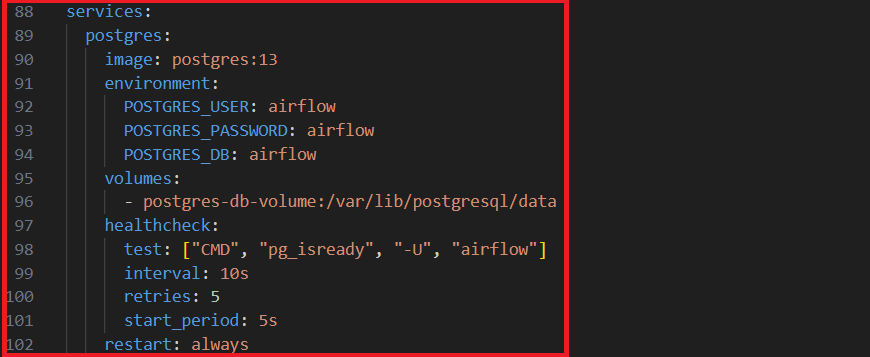 88 services:
89 postgres:
90 image: postgres:13
91 environment:
92 POSTGRES_USER: airflow
93 POSTGRES_PASSWORD: airflow
94 POSTGRES_DB: airflow
95 volumes:
96 - postgres-db-volume:/var/lib/postgresql/data
97 healthcheck:
98 test: ["CMD", "pg_isready", "-U", "airflow"]
99 interval: 10s
100 retries: 5
101 start_period: 5s
102 restart: always